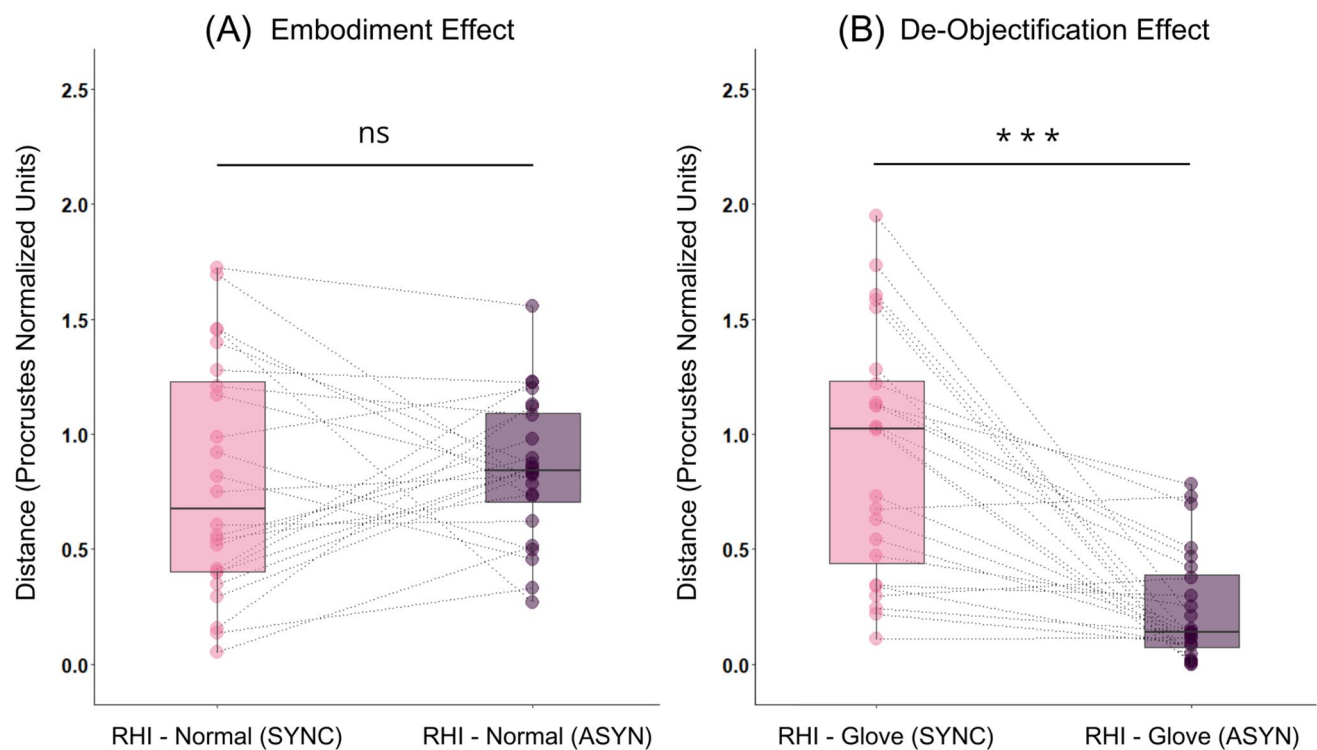 (A) Embodiment Effect
Distance (Procrustes Normalized Units)
2.5
2.0
1.5
1.0
0.5
0.0
ns
RHI - Normal (SYNC)
RHI - Normal (ASYN)
(B) De-Objectification Effect
Distance (Procrustes Normalized Units)
2.5
2.0
1.5
1.0
0.5
0.0
***
RHI - Glove (SYNC)
RHI - Glove (ASYN)